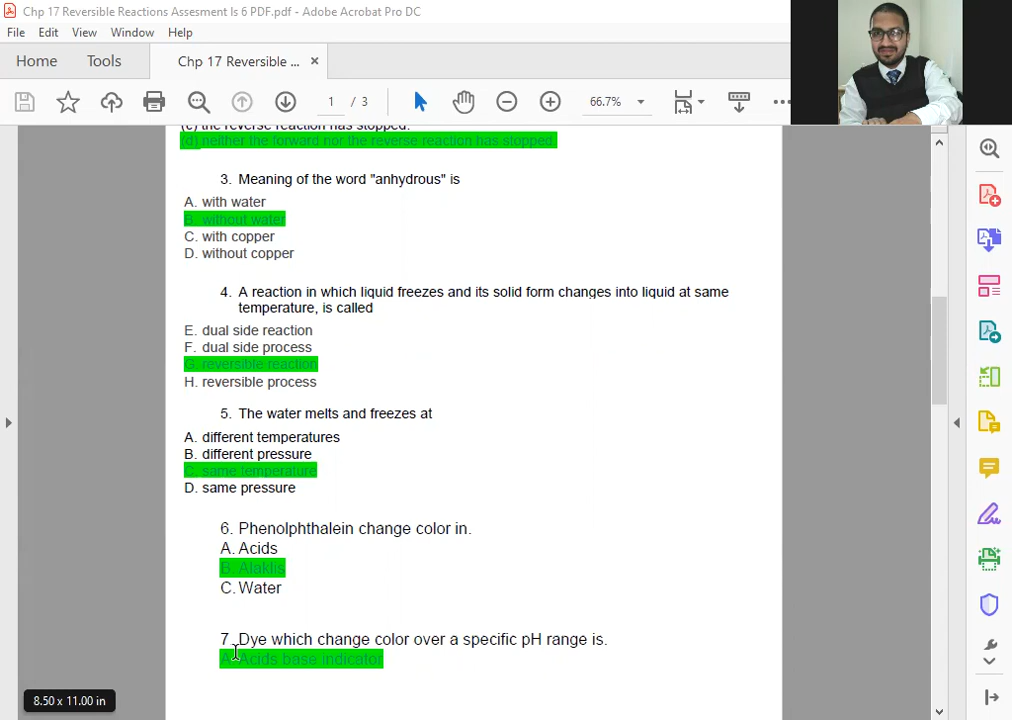 Chp 17 Reversible Reactions Assesment ls 6 PDF.pdf - Adobe Acrobat Pro DC
File Edit View Window Help
Home Tools Chp 17 Reversible ... ×
1 / 3 66.7%
(c) the reverse reaction has stopped.
(d) neither the forward nor the reverse reaction has stopped
3. Meaning of the word "anhydrous" is
A. with water
B. without water
C. with copper
D. without copper
4. A reaction in which liquid freezes and its solid form changes into liquid at same
temperature, is called
E. dual side reaction
F. dual side process
G. reversible reaction
H. reversible process
5. The water melts and freezes at
A. different temperatures
B. different pressure
C. same temperature
D. same pressure
6. Phenolphthalein change color in.
A. Acids
B. Alaklis
C. Water
7. Dye which change color over a specific pH range is.
A. Acids base indicator
8.50 x 11.00 in